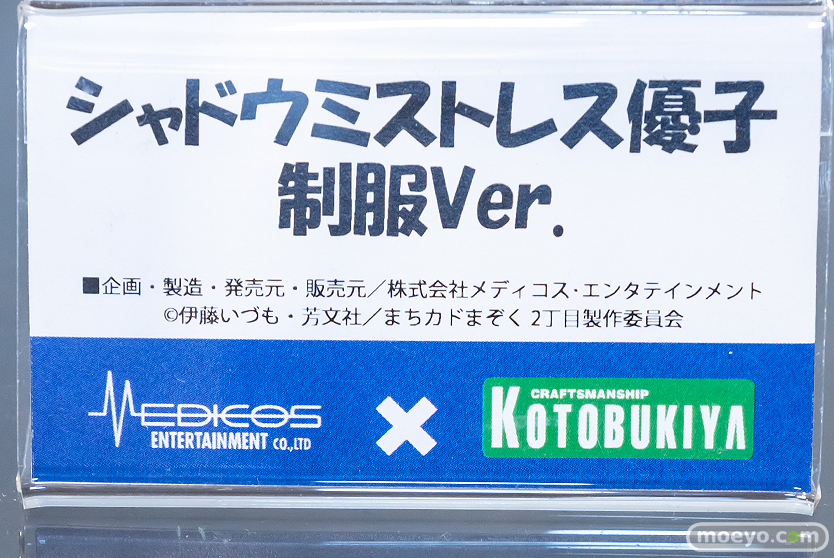 シャドウミストレス優子
制服Ver.
■企画・製造・発売元・販売元／株式会社メディコス・エンタテインメント
©伊藤いづも・芳文社／まちカドまぞく 2丁目製作委員会
MEDICOS
ENTERTAINMENT CO.,LTD
×
CRAFTSMANSHIP
KOTOBUKIYA
moeyo.com